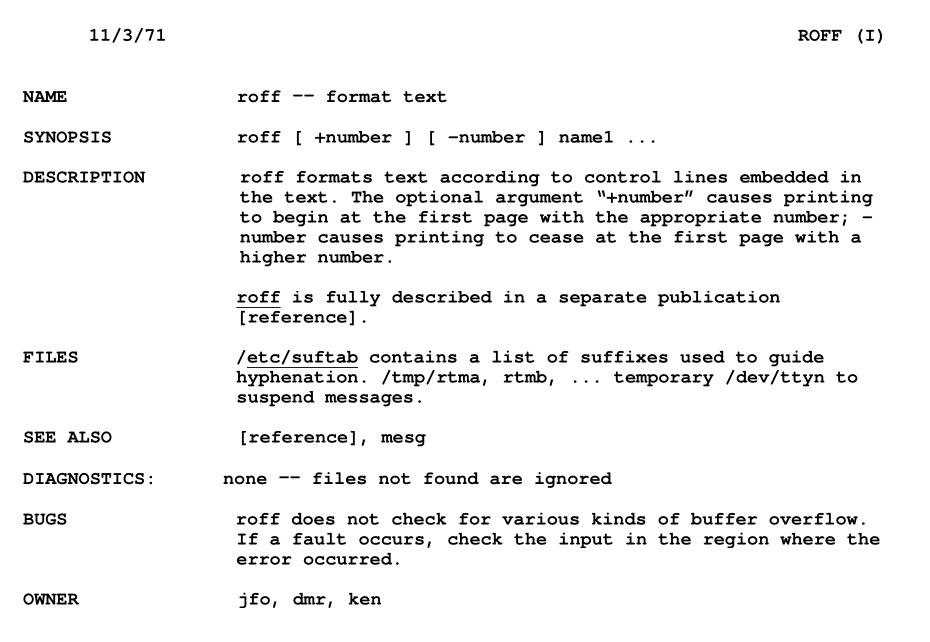 11/3/71 ROFF (I)
NAME roff -- format text
SYNOPSIS roff [ +number ] [ -number ] name1 ...
DESCRIPTION roff formats text according to control lines embedded in
the text. The optional argument “+number” causes printing
to begin at the first page with the appropriate number; -
number causes printing to cease at the first page with a
higher number.
roff is fully described in a separate publication
[reference].
FILES /etc/suftab contains a list of suffixes used to guide
hyphenation. /tmp/rtma, rtmb, ... temporary /dev/ttyn to
suspend messages.
SEE ALSO [reference], mesg
DIAGNOSTICS: none -- files not found are ignored
BUGS roff does not check for various kinds of buffer overflow.
If a fault occurs, check the input in the region where the
error occurred.
OWNER jfo, dmr, ken